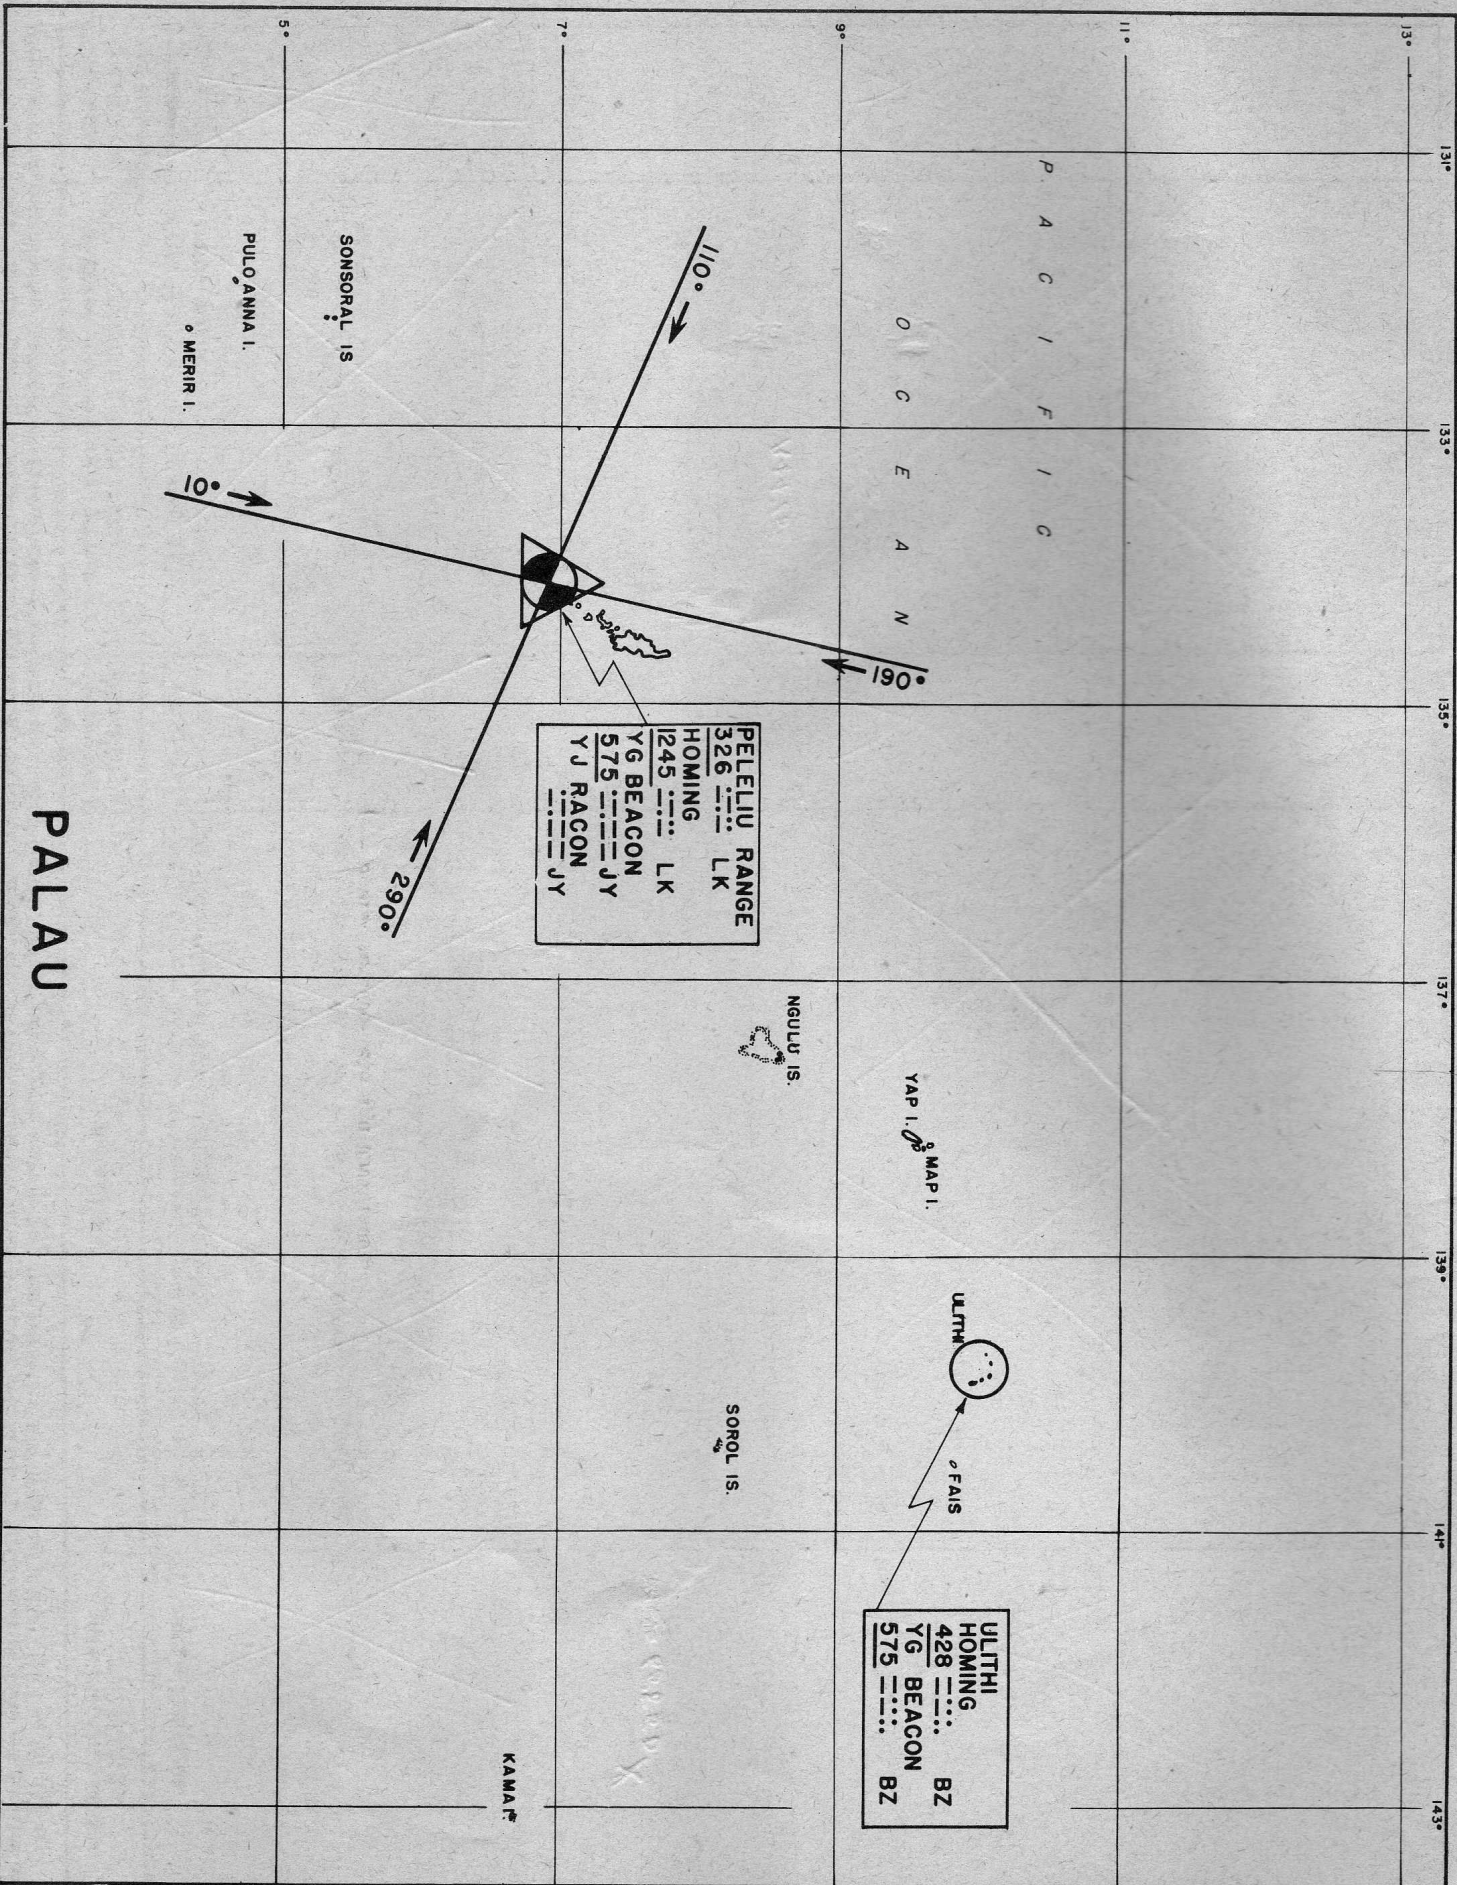 131°
133°
135°
137°
139°
141°
143°
13°
11°
9°
7°
5°
PACIFIC
OCEAN
110°
190°
10°
290°
SONSORAL IS
PULO ANNA I.
MERIR I.
PELELIU RANGE
326 ·−·· −·− LK
HOMING
1245 ·−·· −·− LK
YG BEACON
575 ·−−− −·−− JY
YJ RACON
·−−− −·−− JY
NGULU IS.
YAP I.
MAP I.
ULITHI
FAIS
SOROL IS.
ULITHI
HOMING
428 −··· −−·· BZ
YG BEACON
575 −··· −−·· BZ
KAMA I.
PALAU